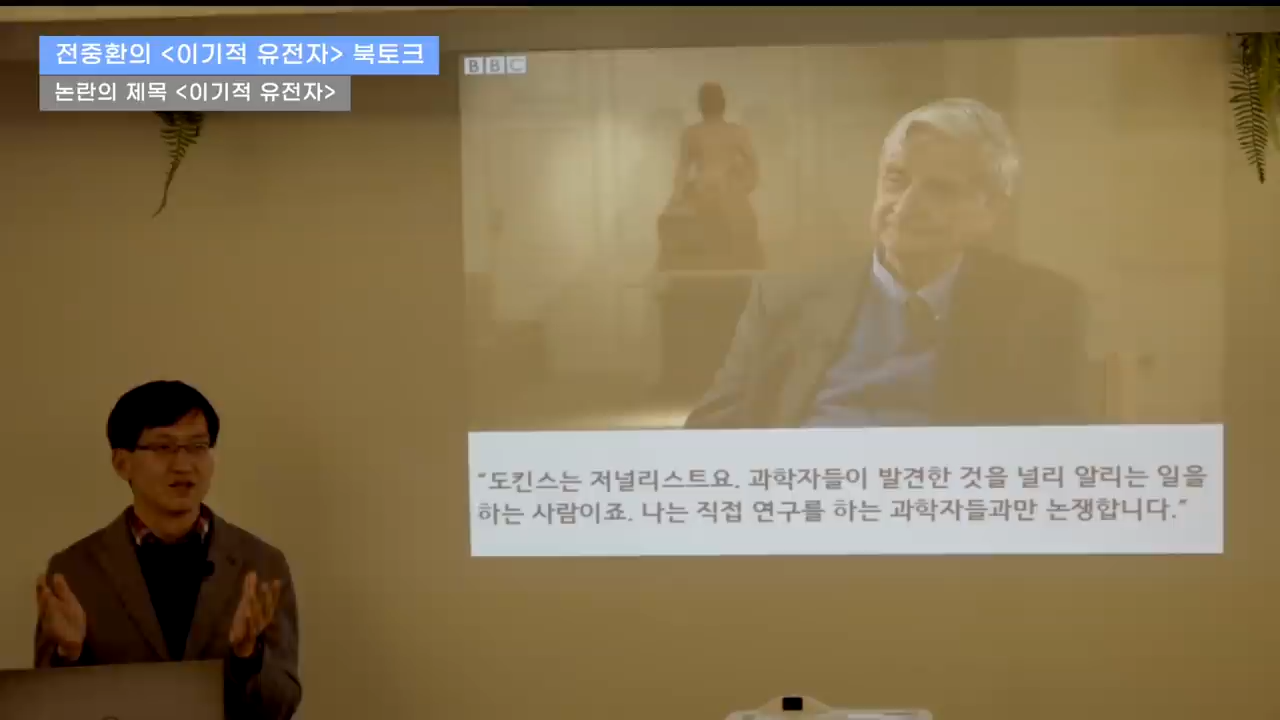 전중환의 <이기적 유전자> 북토크
논란의 제목 <이기적 유전자>
BBC
“도킨스는 저널리스트요. 과학자들이 발견한 것을 널리 알리는 일을
하는 사람이죠. 나는 직접 연구를 하는 과학자들과만 논쟁합니다.”